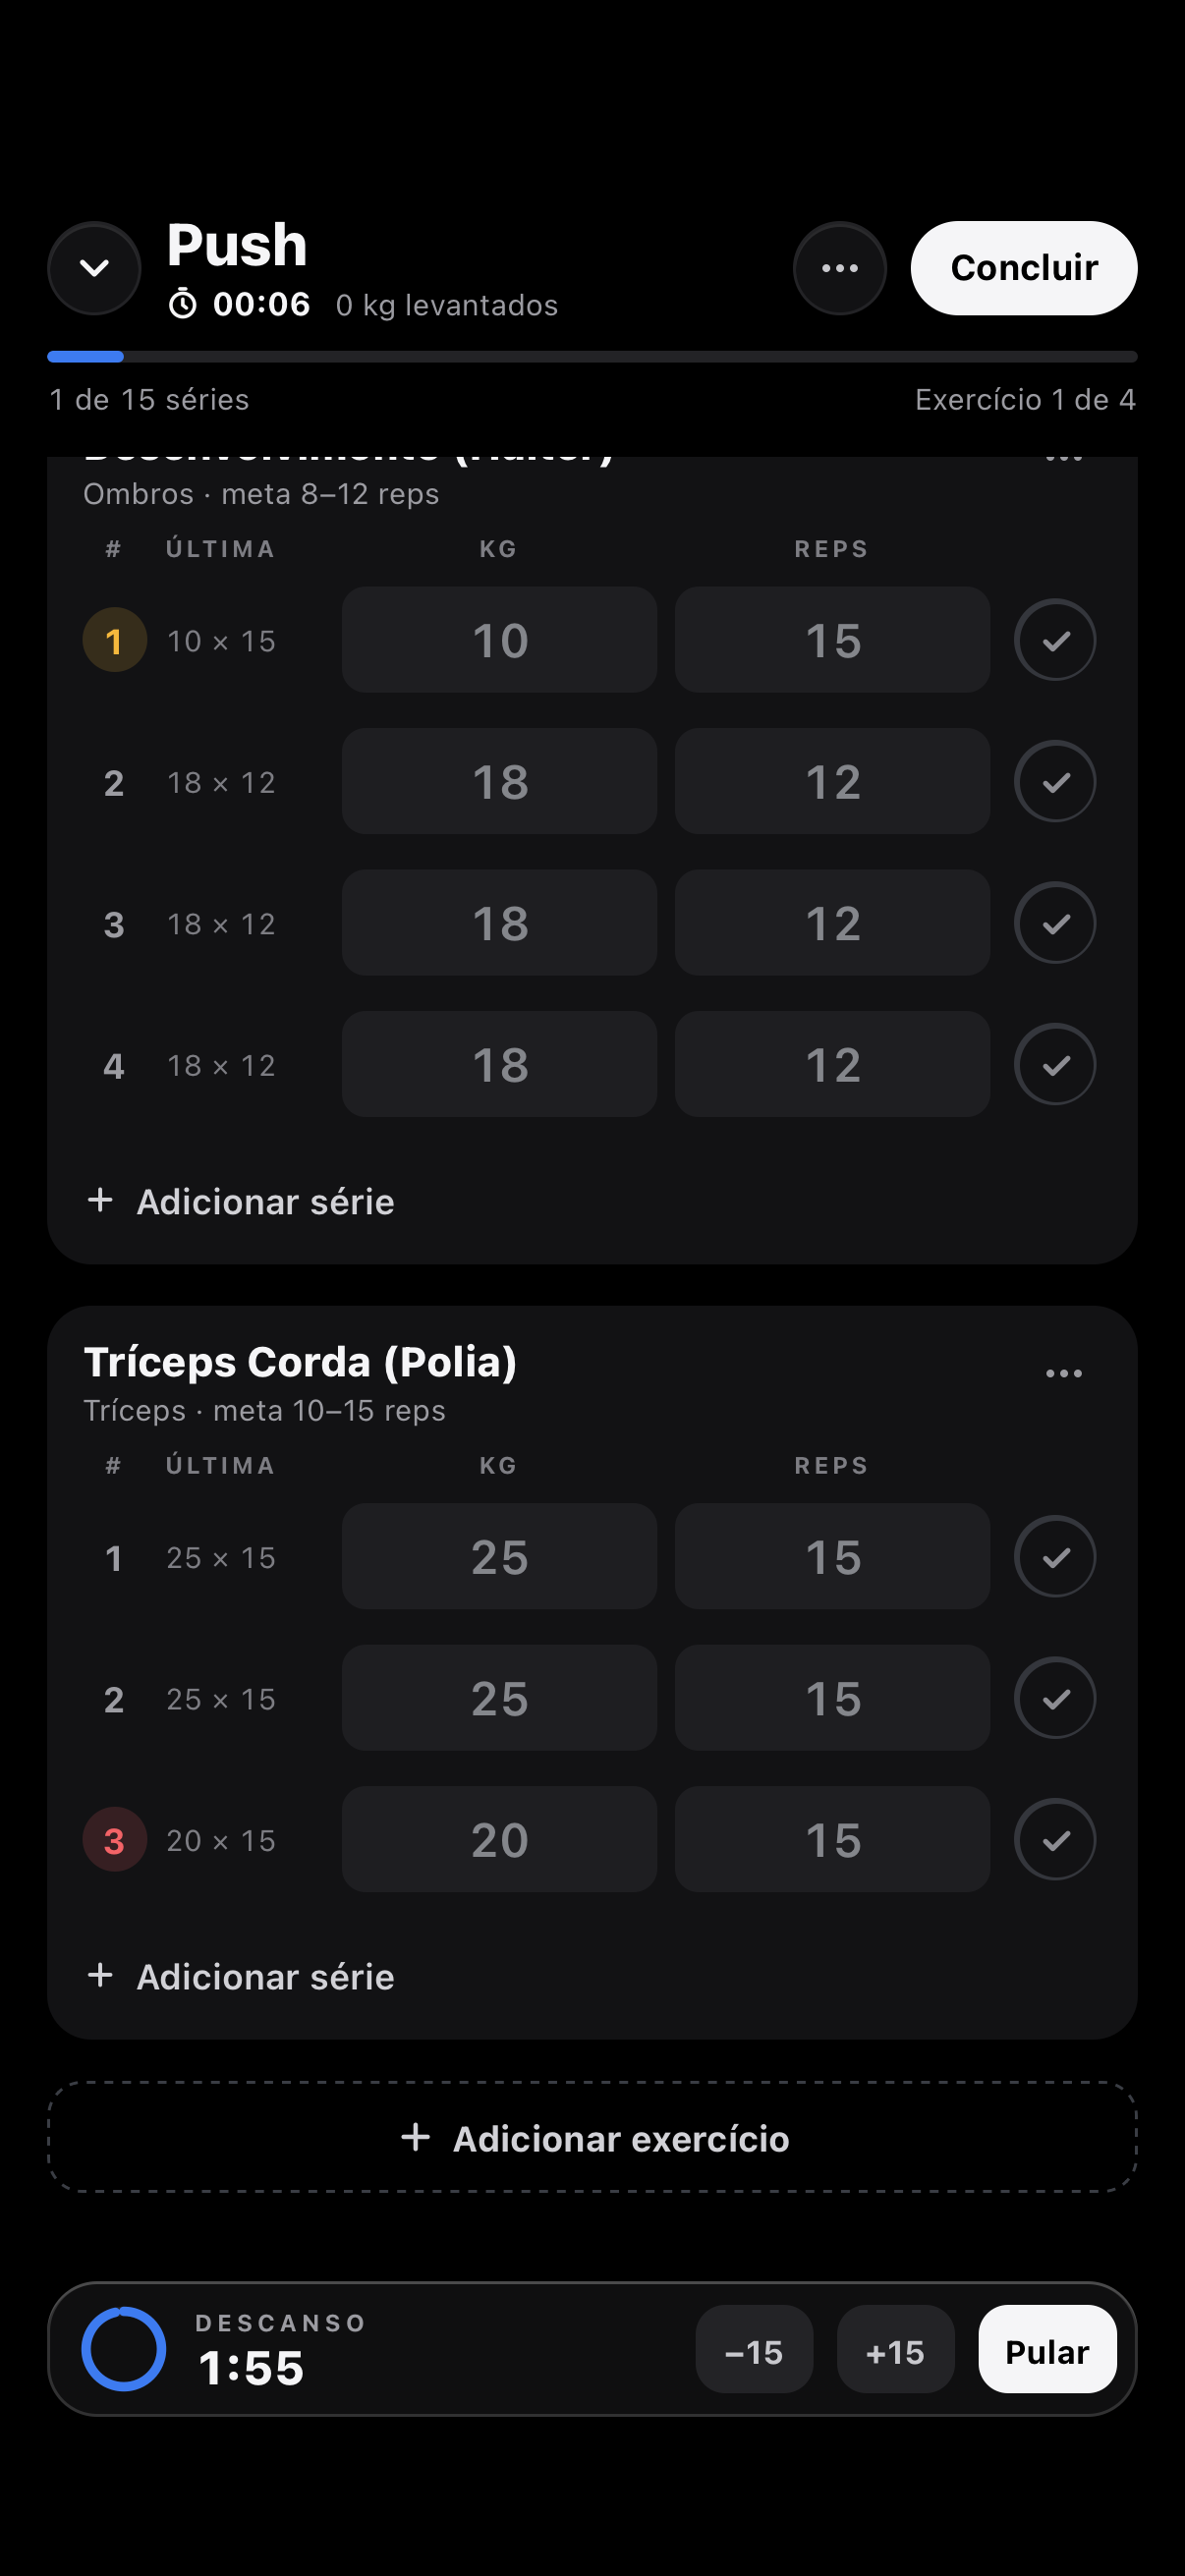 Push
Concluir
00:06 0 kg levantados
1 de 15 séries Exercício 1 de 4
Desenvolvimento (Halter)
Ombros · meta 8–12 reps
# ÚLTIMA KG REPS
1 10 × 15 10 15
2 18 × 12 18 12
3 18 × 12 18 12
4 18 × 12 18 12
+ Adicionar série
Tríceps Corda (Polia)
Tríceps · meta 10–15 reps
# ÚLTIMA KG REPS
1 25 × 15 25 15
2 25 × 15 25 15
3 20 × 15 20 15
+ Adicionar série
+ Adicionar exercício
DESCANSO
1:55 –15 +15 Pular